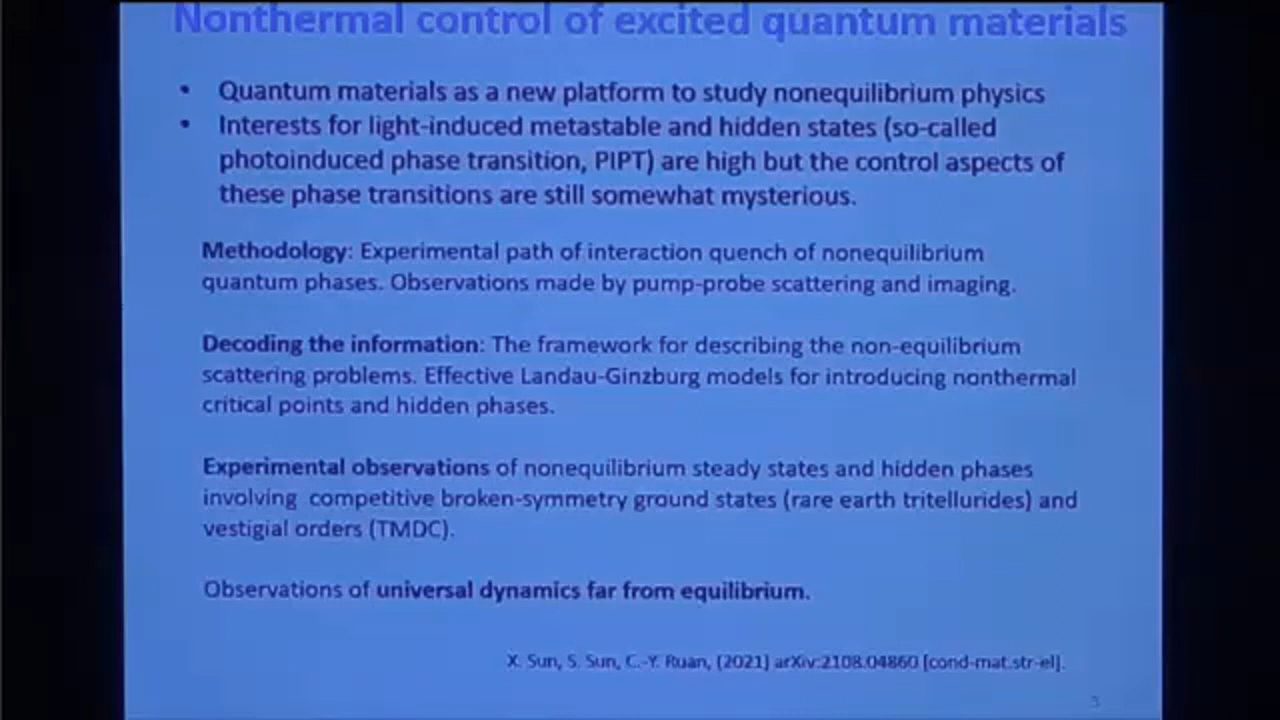 Nonthermal control of excited quantum materials
• Quantum materials as a new platform to study nonequilibrium physics
• Interests for light-induced metastable and hidden states (so-called
photoinduced phase transition, PIPT) are high but the control aspects of
these phase transitions are still somewhat mysterious.
Methodology: Experimental path of interaction quench of nonequilibrium
quantum phases. Observations made by pump-probe scattering and imaging.
Decoding the information: The framework for describing the non-equilibrium
scattering problems. Effective Landau-Ginzburg models for introducing nonthermal
critical points and hidden phases.
Experimental observations of nonequilibrium steady states and hidden phases
involving competitive broken-symmetry ground states (rare earth tritellurides) and
vestigial orders (TMDC).
Observations of universal dynamics far from equilibrium.
X. Sun, S. Sun, C.-Y. Ruan, (2021) arXiv:2108.04860 [cond-mat.str-el].